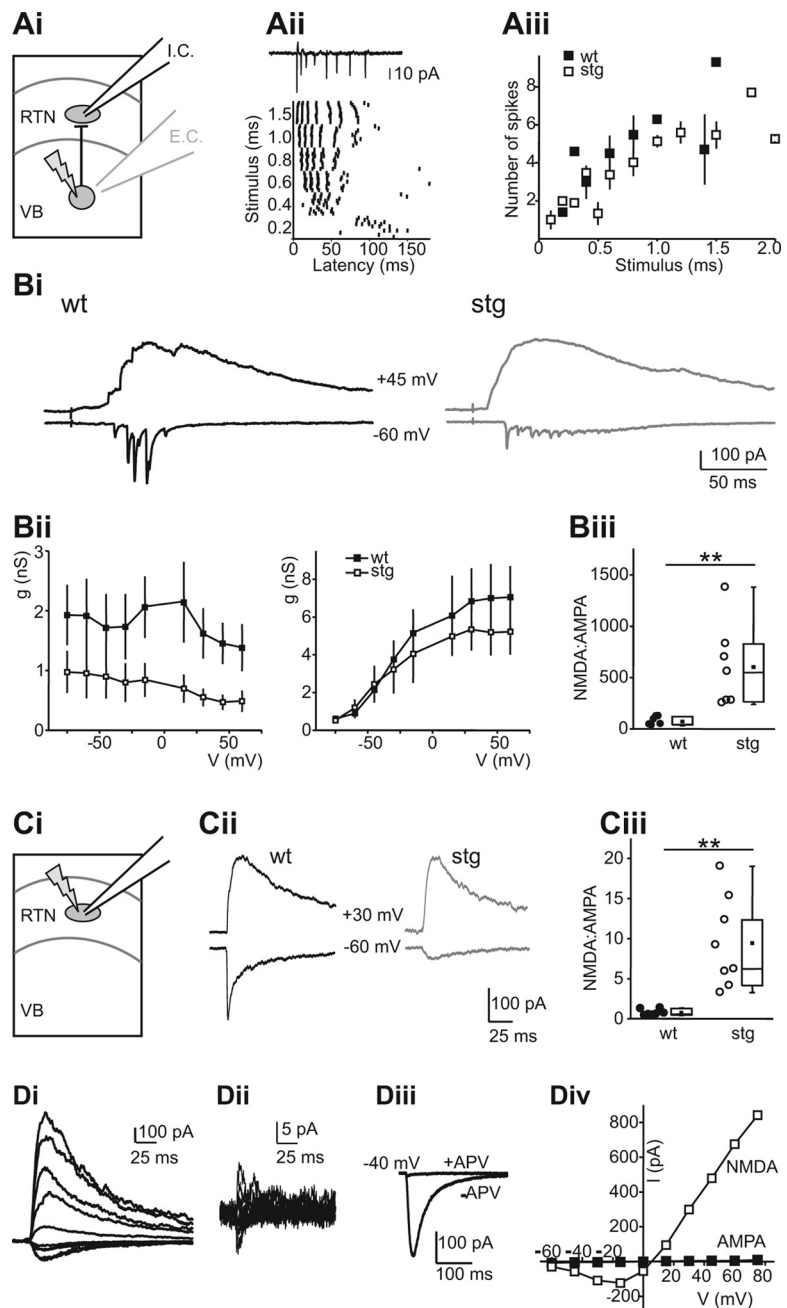 Ai
I.C.
RTN
E.C.
VB
Aii
10 pA
Stimulus (ms)
1.5
1.0
0.8
0.6
0.4
0.2
0 50 100 150
Latency (ms)
Aiii
wt
stg
Number of spikes
8
6
4
2
0 0.5 1.0 1.5 2.0
Stimulus (ms)
Bi
wt
stg
+45 mV
-60 mV
100 pA
50 ms
Bii
g (nS)
3
2
1
0
-50 0 50
V (mV)
g (nS)
wt
stg
8
6
4
2
0
-50 0 50
V (mV)
Biii
**
NMDA:AMPA
1500
1000
500
0
wt stg
Ci
RTN
VB
Cii
wt
stg
+30 mV
-60 mV
100 pA
25 ms
Ciii
**
NMDA:AMPA
20
15
10
5
0
wt stg
Di
100 pA
25 ms
Dii
5 pA
25 ms
Diii
-40 mV
+APV
-APV
100 pA
100 ms
Div
I (pA)
800
600
400
200
-200
NMDA
AMPA
-60 -40 -20
20 40 60 80
V (mV)